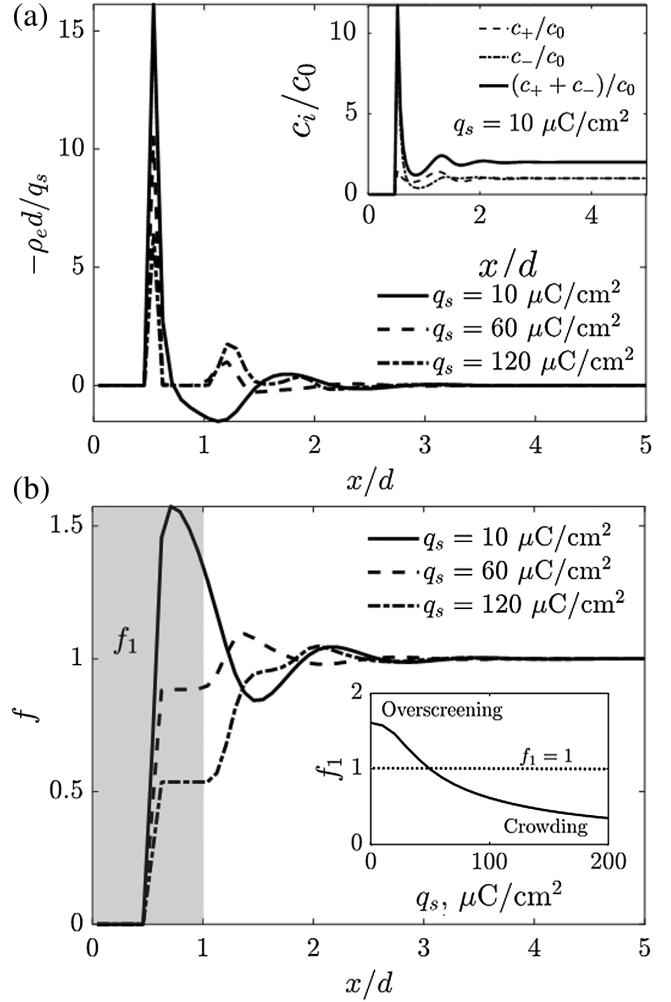 (a)
15
10
5
0
−ρ_e d/q_s
0 1 2 3 4 5
x/d
10
5
0
c_i/c_0
0 2 4
x/d
c_+/c_0
c_−/c_0
(c_+ + c_−)/c_0
q_s = 10 μC/cm²
q_s = 10 μC/cm²
q_s = 60 μC/cm²
q_s = 120 μC/cm²
(b)
1.5
1
0.5
0
f
f_1
0 1 2 3 4 5
x/d
q_s = 10 μC/cm²
q_s = 60 μC/cm²
q_s = 120 μC/cm²
2
1
0
f_1
Overscreening
f_1 = 1
Crowding
0 100 200
q_s, μC/cm²